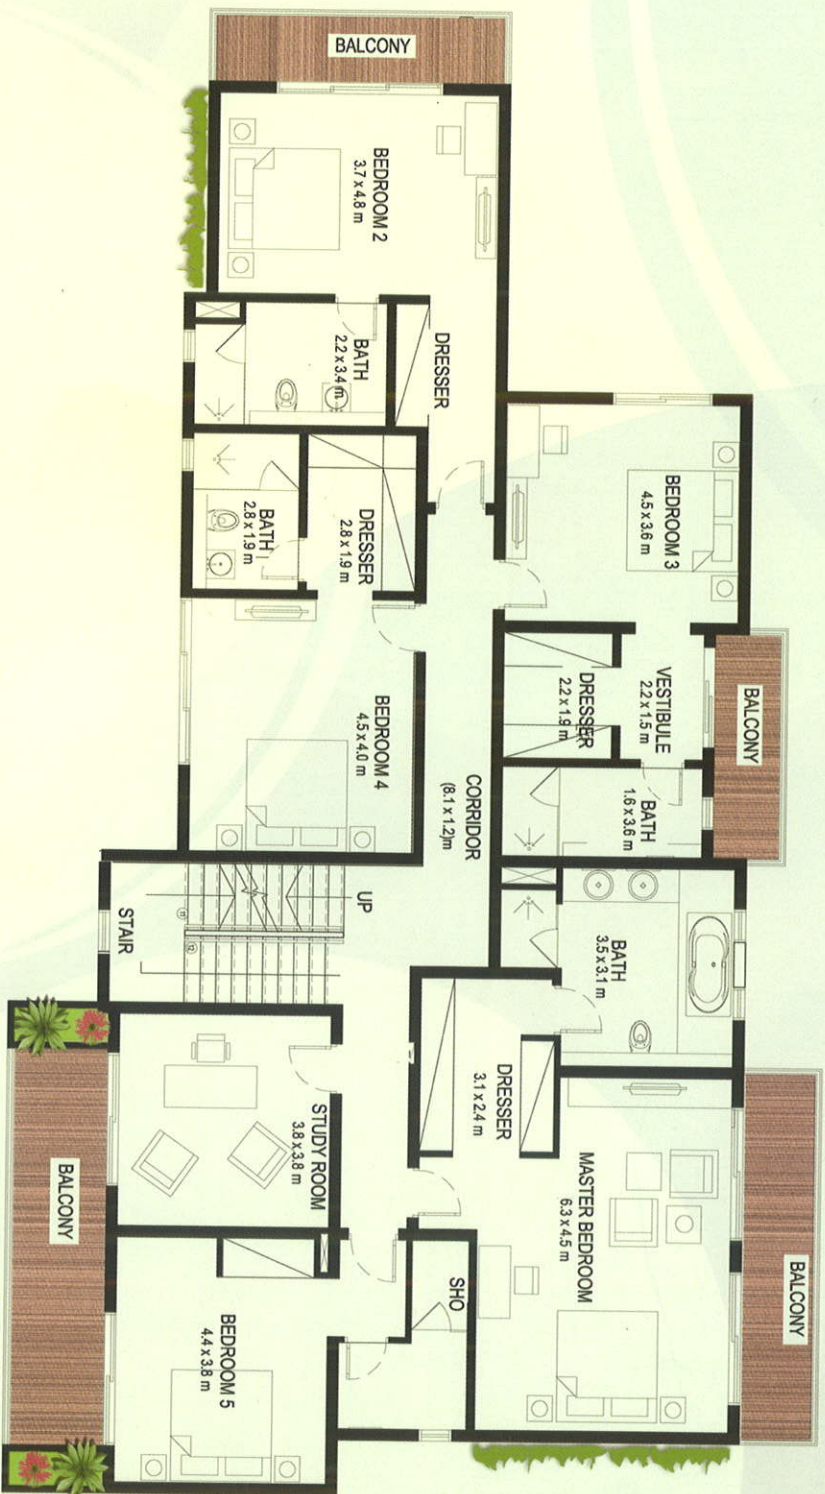 BALCONY
BEDROOM 2
3.7 x 4.8 m
BATH
2.2 x 3.4 m
DRESSER
BEDROOM 3
4.5 x 3.6 m
BATH
2.8 x 1.9 m
DRESSER
2.8 x 1.9 m
VESTIBULE
2.2 x 1.5 m
DRESSER
2.2 x 1.9 m
BALCONY
BEDROOM 4
4.5 x 4.0 m
CORRIDOR
(8.1 x 1.2)m
BATH
1.6 x 3.6 m
UP
STAIR
11
12
BATH
3.5 x 3.1 m
DRESSER
3.1 x 2.4 m
STUDY ROOM
3.8 x 3.8 m
BALCONY
MASTER BEDROOM
6.3 x 4.5 m
BALCONY
SHO
BEDROOM 5
4.4 x 3.8 m